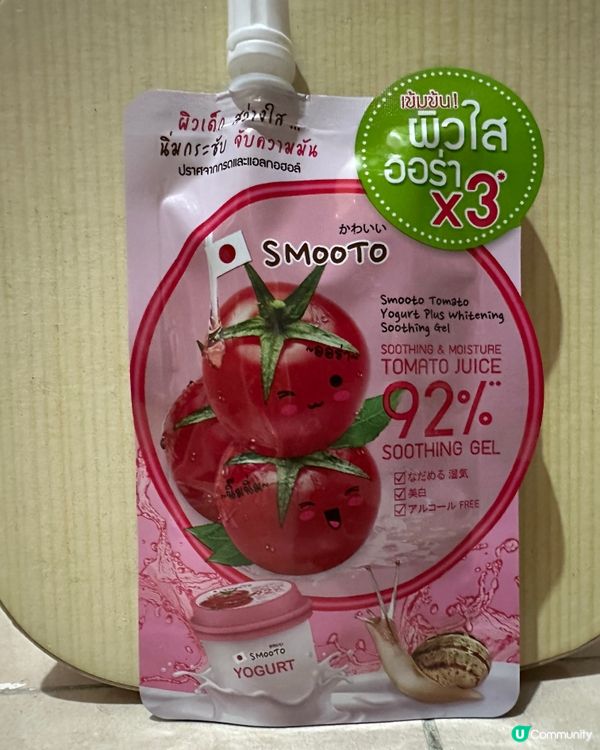 ผิวเด็ก สว่างใส ...
นิ่มกระชับ จับความมัน
ปราศจากกรดและแอลกอฮอล์
เข้มข้น!
ผิวใส
ออร่า
x3*
かわいい
SMOOTO
Smooto Tomato
Yogurt Plus Whitening
Soothing Gel
SOOTHING & MOISTURE
TOMATO JUICE
92%**
SOOTHING GEL
なだめる 湿気
美白
アルコール FREE
~ออร่า~
SMOOTO
YOGURT
U Community